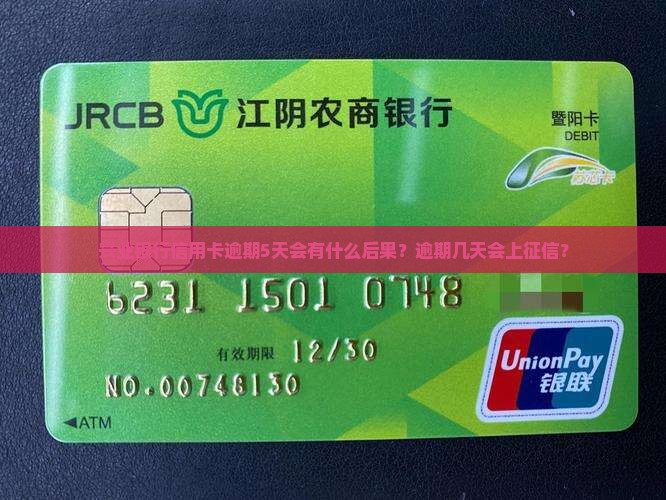 JRCB 江阴农商银行
暨阳卡
DEBIT
信用卡逾期5天会有什么后果？逾期几天会上征信？
6231 1501 0748
有效期限 12/30
NO.00748130
UnionPay
银联
◄ATM